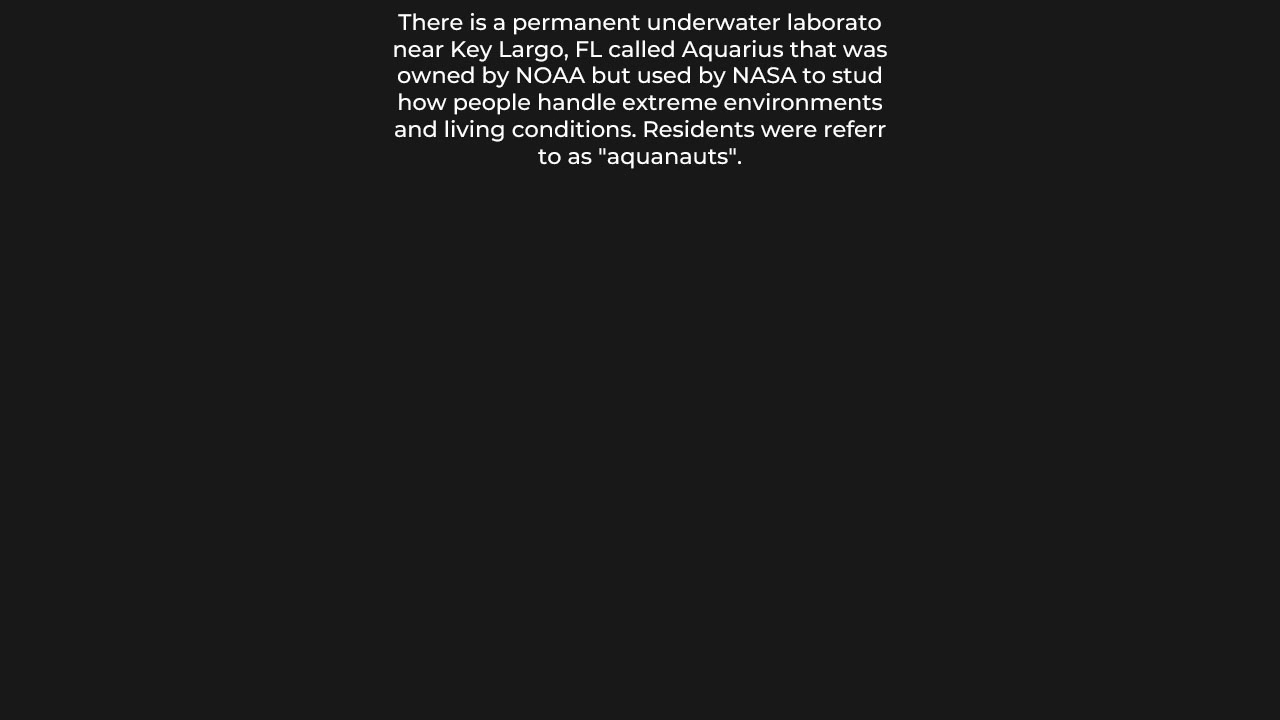 There is a permanent underwater laborato
near Key Largo, FL called Aquarius that was
owned by NOAA but used by NASA to stud
how people handle extreme environments
and living conditions. Residents were referr
to as "aquanauts".